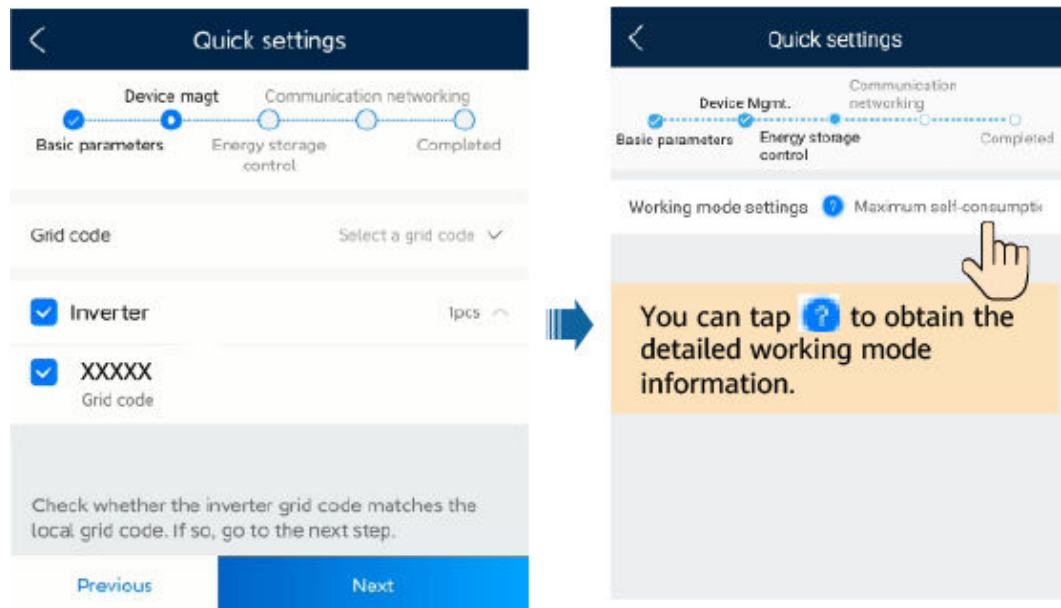 Quick settings
Device magt Communication networking
Basic parameters Energy storage control Completed
Grid code Select a grid code
Inverter 1pcs
XXXXX
Grid code
Check whether the inverter grid code matches the
local grid code. If so, go to the next step.
Previous Next
Quick settings
Device Mgmt. Communication networking
Basic parameters Energy storage control Completed
Working mode settings ? Maximum self-consumptic
You can tap ? to obtain the
detailed working mode
information.